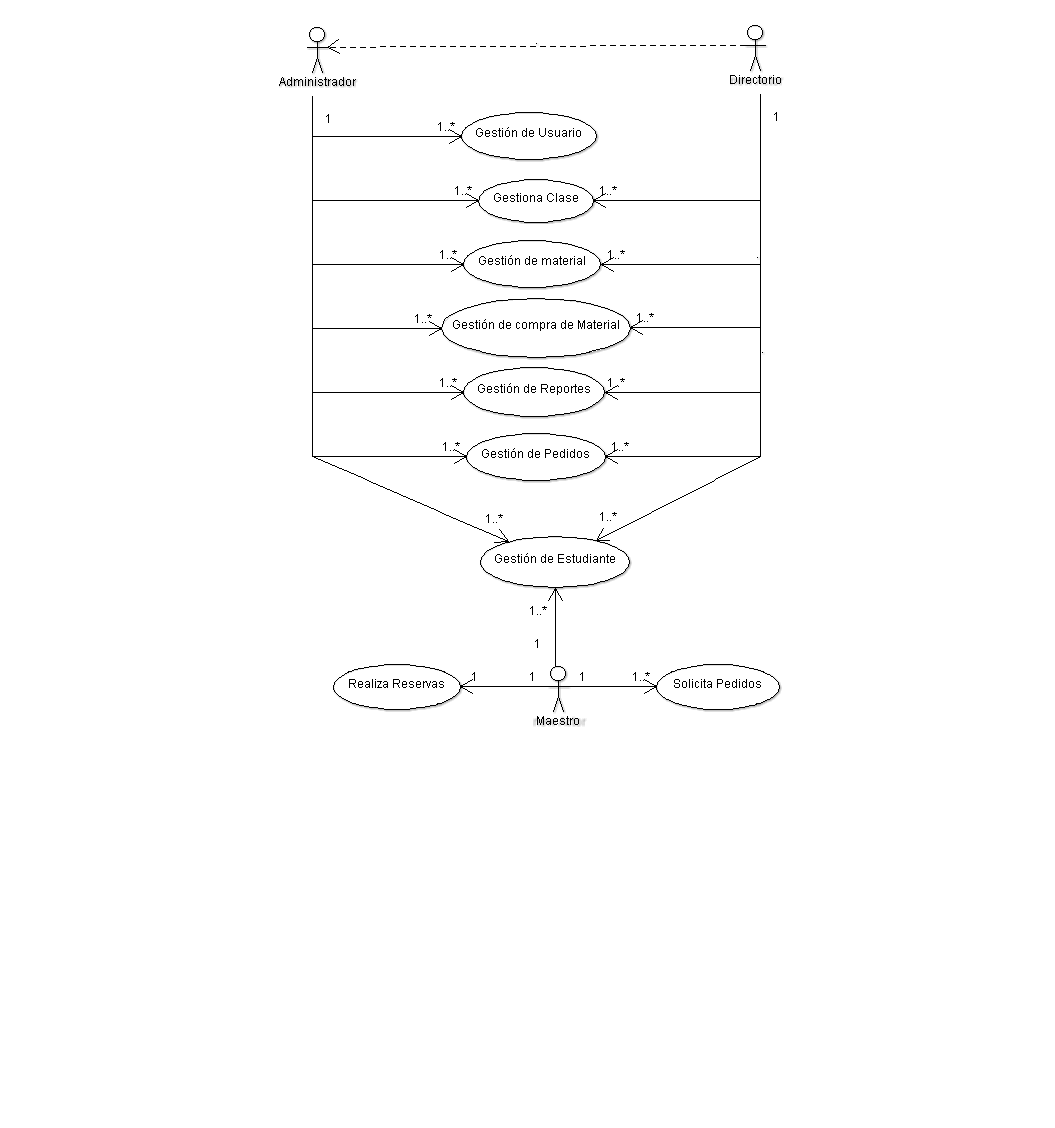 Administrador
Directorio
1
1
1..*
Gestión de Usuario
1..*
Gestiona Clase
1..*
1..*
Gestión de material
1..*
1..*
Gestión de compra de Material
1..*
1..*
Gestión de Reportes
1..*
1..*
Gestión de Pedidos
1..*
1..*
1..*
Gestión de Estudiante
1..*
1
Realiza Reservas
1
1
1
1..*
Solicita Pedidos
Maestro